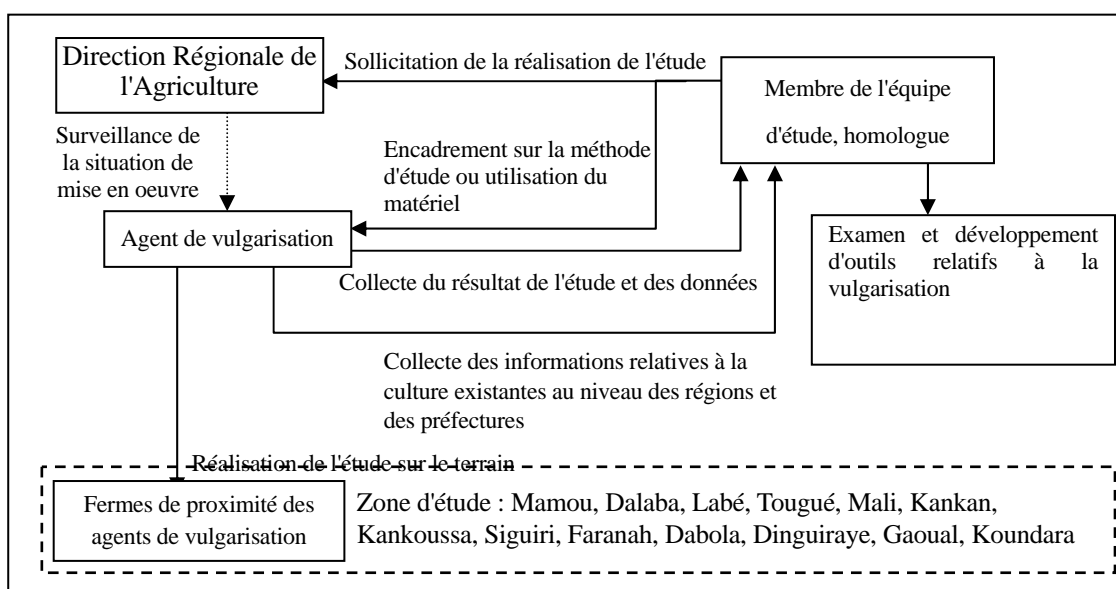 Direction Régionale de
l'Agriculture
Sollicitation de la réalisation de l'étude
Membre de l'équipe
d'étude, homologue
Surveillance de
la situation de
mise en oeuvre
Encadrement sur la méthode
d'étude ou utilisation du
matériel
Agent de vulgarisation
Examen et développement
d'outils relatifs à la
vulgarisation
Collecte du résultat de l'étude et des données
Collecte des informations relatives à la
culture existantes au niveau des régions et
des préfectures
Réalisation de l'étude sur le terrain
Fermes de proximité des
agents de vulgarisation
Zone d'étude : Mamou, Dalaba, Labé, Tougué, Mali, Kankan,
Kankoussa, Siguiri, Faranah, Dabola, Dinguiraye, Gaoual, Koundara